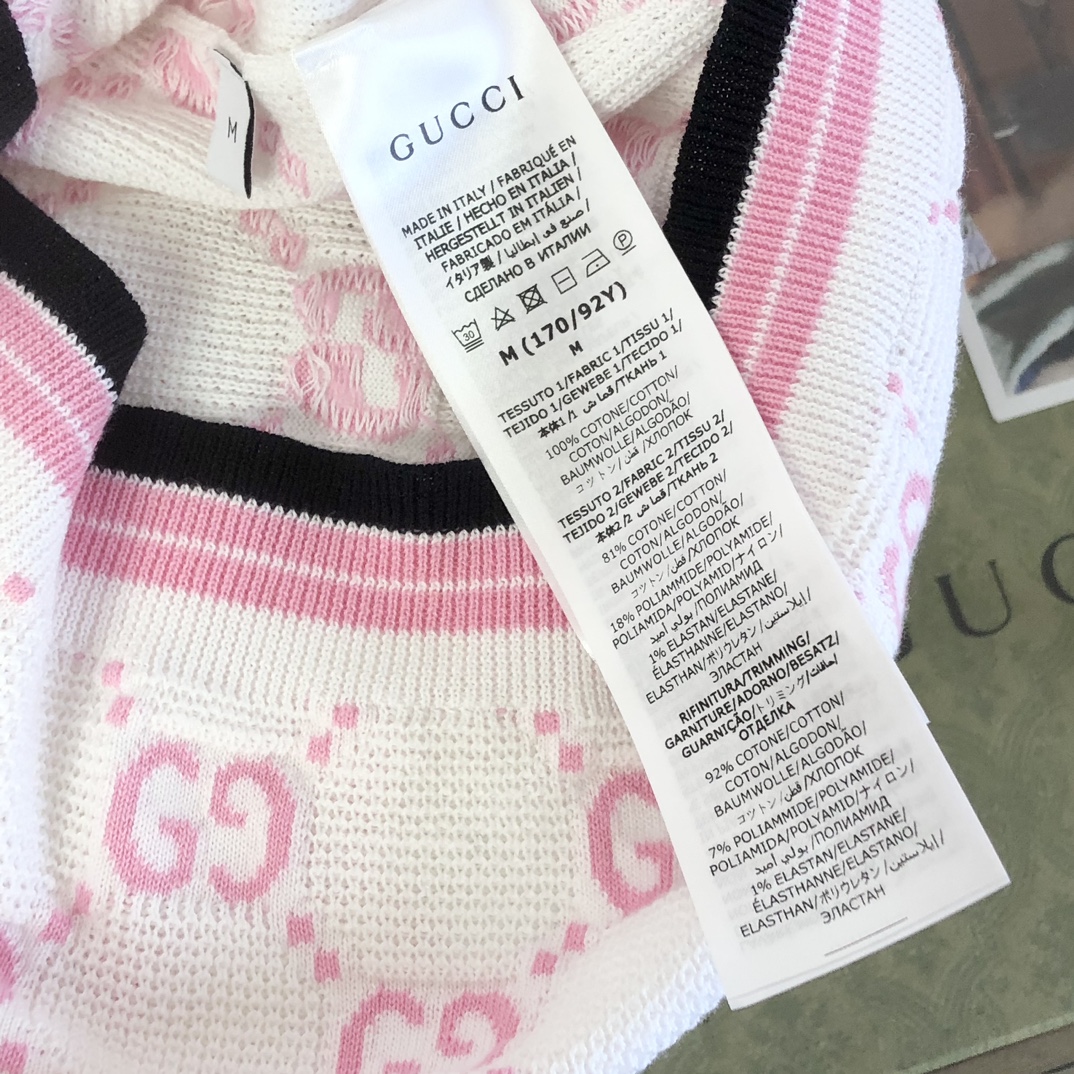 M
GUCCI
MADE IN ITALY / FABRIQUÉ EN
ITALIE / HECHO EN ITALIA /
HERGESTELLT IN ITALIEN /
FABRICADO EM ITÁLIA /
イタリア製 / صنع في ايطاليا /
СДЕЛАНО В ИТАЛИИ
30
P
M (170/92Y)
M
TESSUTO 1/FABRIC 1/TISSU 1/
TEJIDO 1/GEWEBE 1/TECIDO 1/
本体1/1 قماش/ТКАНЬ 1
100% COTONE/COTTON/
COTON/ALGODON/
BAUMWOLLE/ALGODÃO/
コットン/قطن/ХЛОПОК
TESSUTO 2/FABRIC 2/TISSU 2/
TEJIDO 2/GEWEBE 2/TECIDO 2/
本体2/2 قماش/ТКАНЬ 2
81% COTONE/COTTON/
COTON/ALGODON/
BAUMWOLLE/ALGODÃO/
コットン/قطن/ХЛОПОК
18% POLIAMMIDE/POLYAMIDE/
POLIAMIDA/POLYAMID/ナイロン/
بولي أميد/ПОЛИАМИД
1% ELASTAN/ELASTANE/
ÉLASTHANNE/ELASTANO/
ELASTHAN/ポリウレタン/إيلاستين/
ЭЛАСТАН
RIFINITURA/TRIMMING/
GARNITURE/ADORNO/BESATZ/
GUARNIÇÃO/トリミング/حافات/
ОТДЕЛКА
92% COTONE/COTTON/
COTON/ALGODON/
BAUMWOLLE/ALGODÃO/
コットン/قطن/ХЛОПОК
7% POLIAMMIDE/POLYAMIDE/
POLIAMIDA/POLYAMID/ナイロン/
بولي أميد/ПОЛИАМИД
1% ELASTAN/ELASTANE/
ÉLASTHANNE/ELASTANO/
ELASTHAN/ポリウレタン/إيلاستين/
ЭЛАСТАН
GG
G
GG
UC